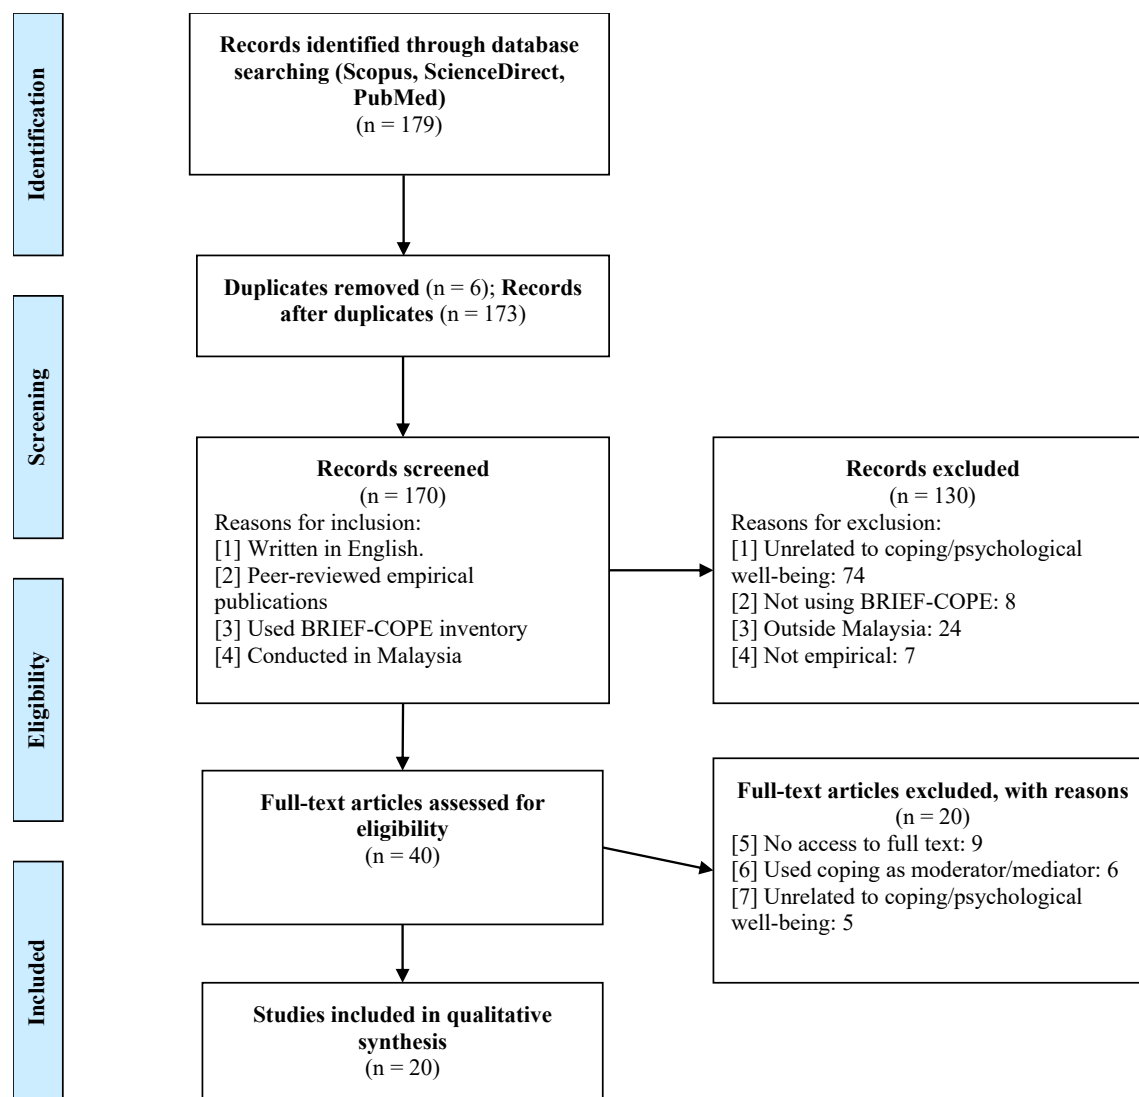 Identification
Records identified through database
searching (Scopus, ScienceDirect,
PubMed)
(n = 179)
Duplicates removed (n = 6); Records
after duplicates (n = 173)
Screening
Records screened
(n = 170)
Reasons for inclusion:
[1] Written in English.
[2] Peer-reviewed empirical
publications
[3] Used BRIEF-COPE inventory
[4] Conducted in Malaysia
Records excluded
(n = 130)
Reasons for exclusion:
[1] Unrelated to coping/psychological
well-being: 74
[2] Not using BRIEF-COPE: 8
[3] Outside Malaysia: 24
[4] Not empirical: 7
Eligibility
Full-text articles assessed for
eligibility
(n = 40)
Full-text articles excluded, with reasons
(n = 20)
[5] No access to full text: 9
[6] Used coping as moderator/mediator: 6
[7] Unrelated to coping/psychological
well-being: 5
Included
Studies included in qualitative
synthesis
(n = 20)